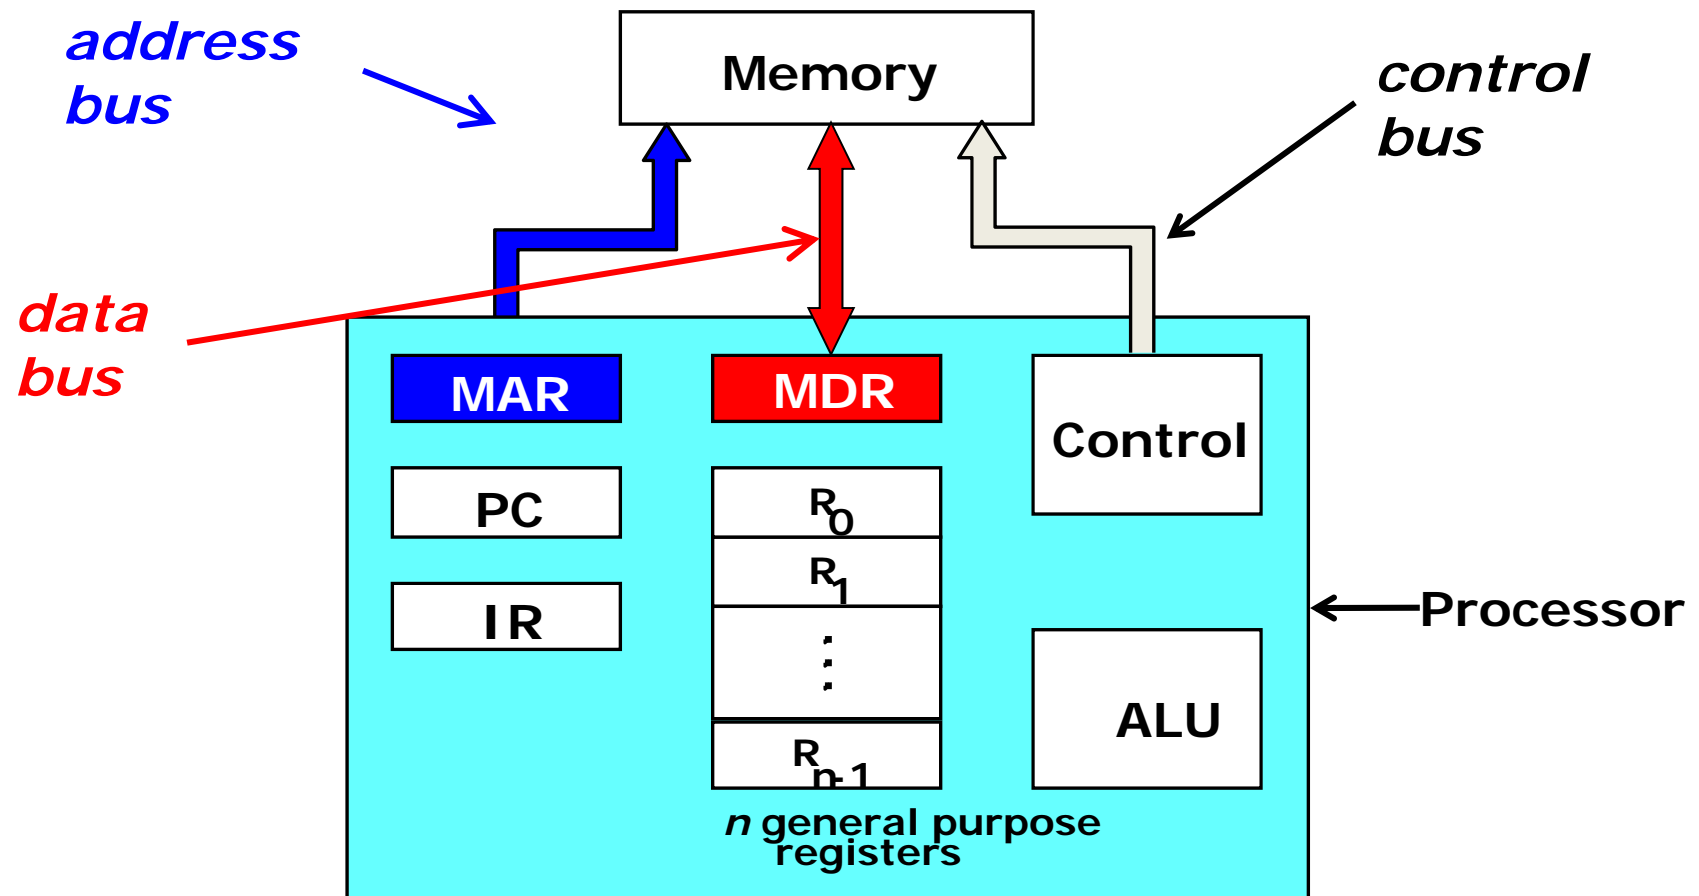 address
bus
Memory
control
bus
data
bus
MAR
MDR
Control
PC
R0
R1
IR
Processor
ALU
Rn-1
n general purpose
registers